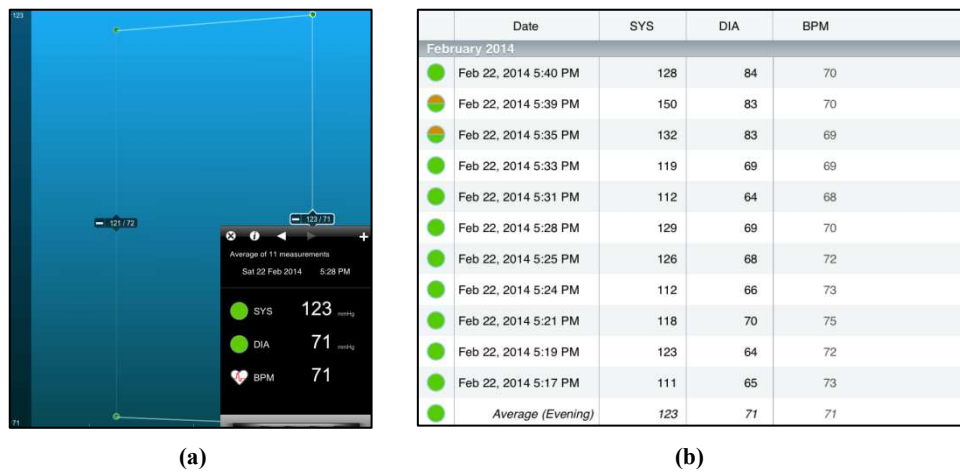 123
121 / 72
123 / 71
Average of 11 measurements
Sat 22 Feb 2014 5:28 PM
SYS 123 mmHg
DIA 71 mmHg
BPM 71
71
(a)
Date SYS DIA BPM
February 2014
Feb 22, 2014 5:40 PM 128 84 70
Feb 22, 2014 5:39 PM 150 83 70
Feb 22, 2014 5:35 PM 132 83 69
Feb 22, 2014 5:33 PM 119 69 69
Feb 22, 2014 5:31 PM 112 64 68
Feb 22, 2014 5:28 PM 129 69 70
Feb 22, 2014 5:25 PM 126 68 72
Feb 22, 2014 5:24 PM 112 66 73
Feb 22, 2014 5:21 PM 118 70 75
Feb 22, 2014 5:19 PM 123 64 72
Feb 22, 2014 5:17 PM 111 65 73
Average (Evening) 123 71 71
(b)